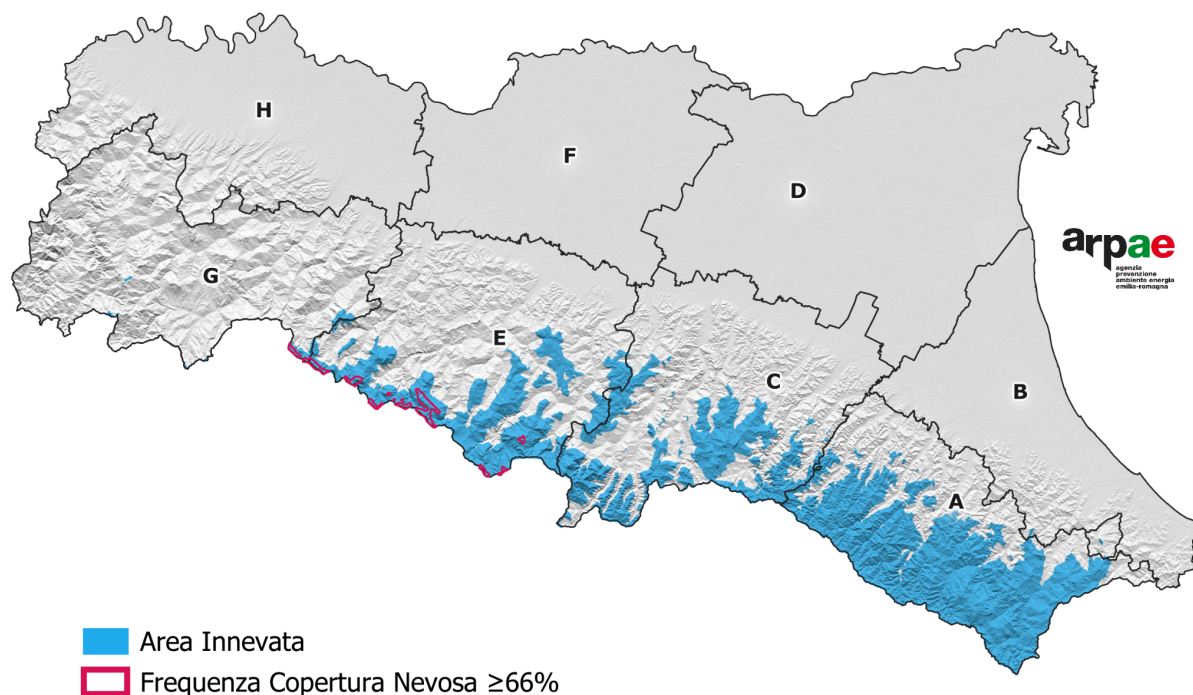 H
F
D
G
E
C
B
A
arpae
agenzia
prevenzione
ambiente energia
emilia-romagna
Area Innevata
Frequenza Copertura Nevosa ≥66%